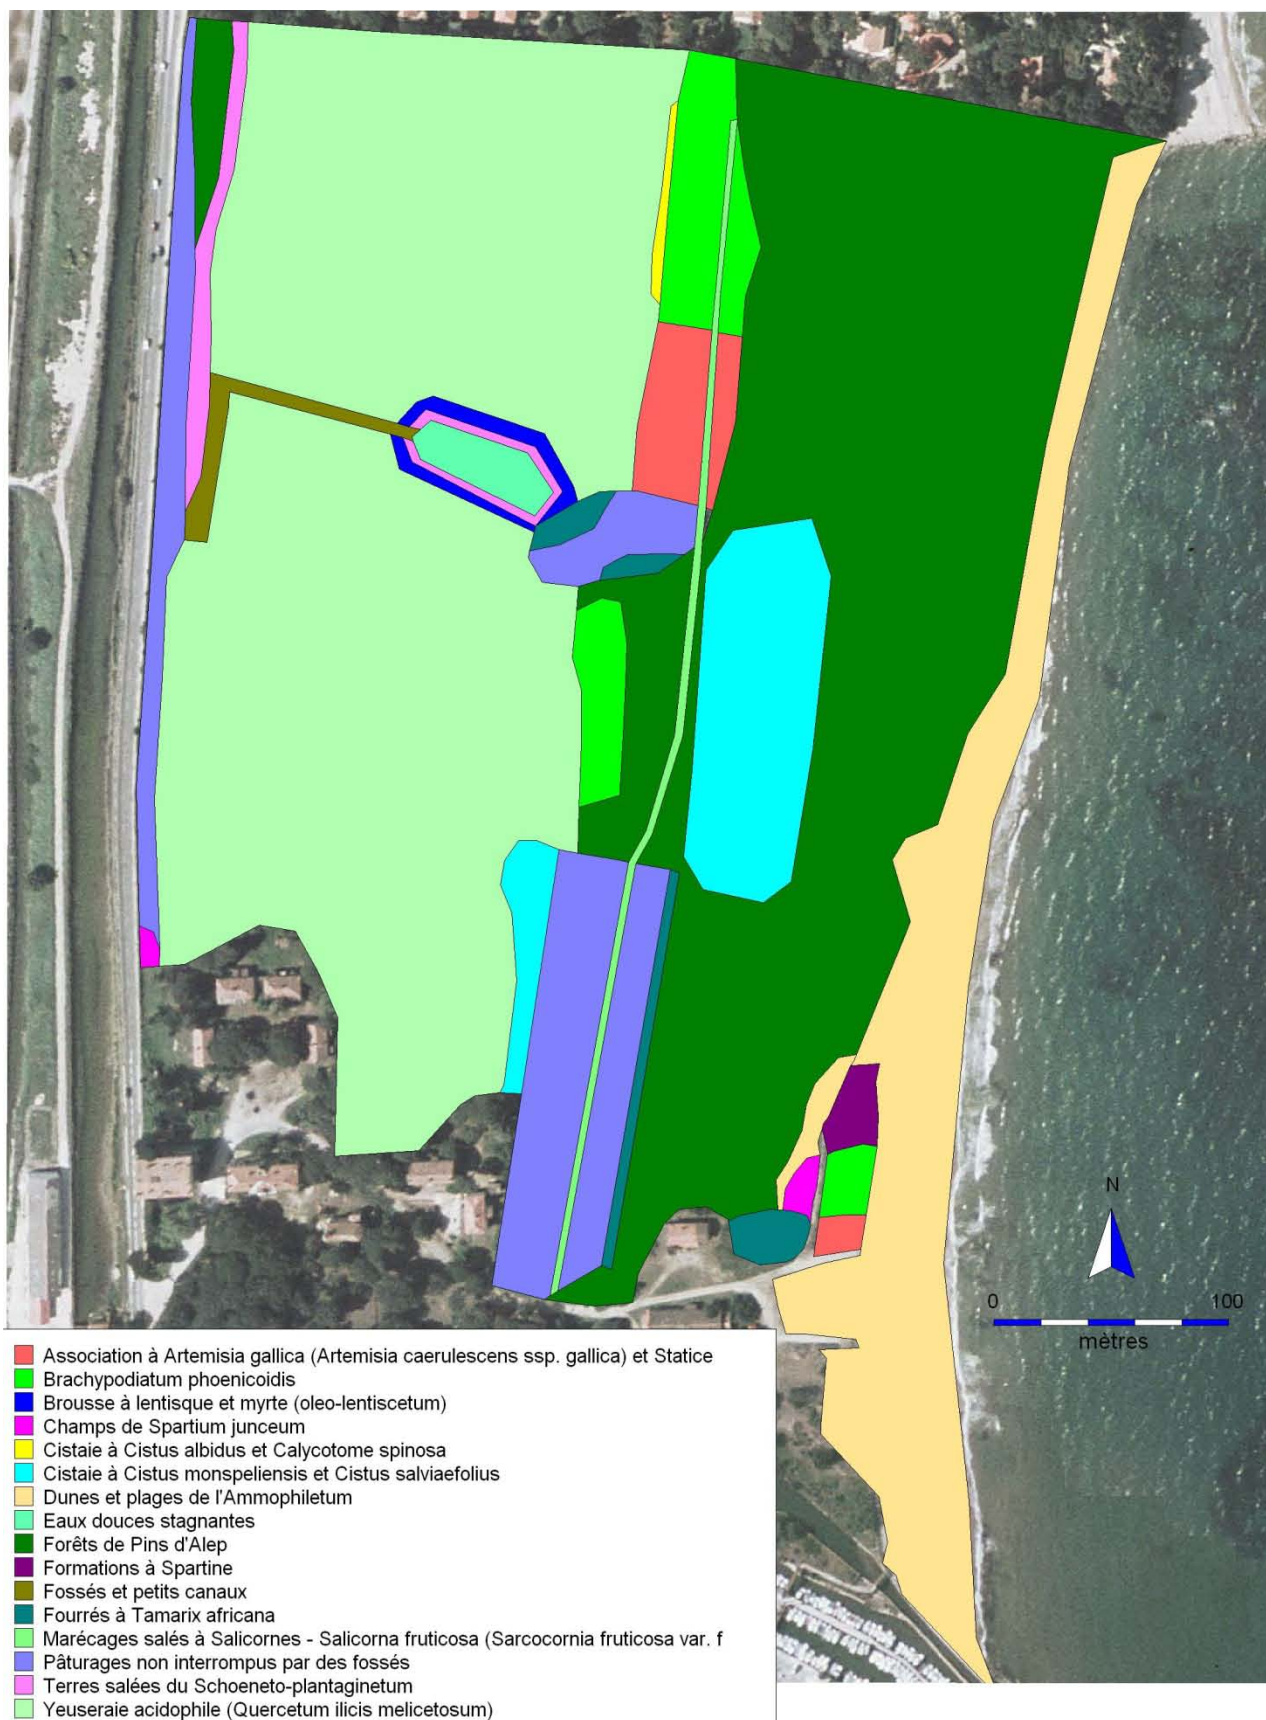 N
0 100
mètres
Association à Artemisia gallica (Artemisia caerulescens ssp. gallica) et Statice
Brachypodiatum phoenicoidis
Brousse à lentisque et myrte (oleo-lentiscetum)
Champs de Spartium junceum
Cistaie à Cistus albidus et Calycotome spinosa
Cistaie à Cistus monspeliensis et Cistus salviaefolius
Dunes et plages de l'Ammophiletum
Eaux douces stagnantes
Forêts de Pins d'Alep
Formations à Spartine
Fossés et petits canaux
Fourrés à Tamarix africana
Marécages salés à Salicornes - Salicorna fruticosa (Sarcocornia fruticosa var. f
Pâturages non interrompus par des fossés
Terres salées du Schoeneto-plantaginetum
Yeuseraie acidophile (Quercetum ilicis melicetosum)